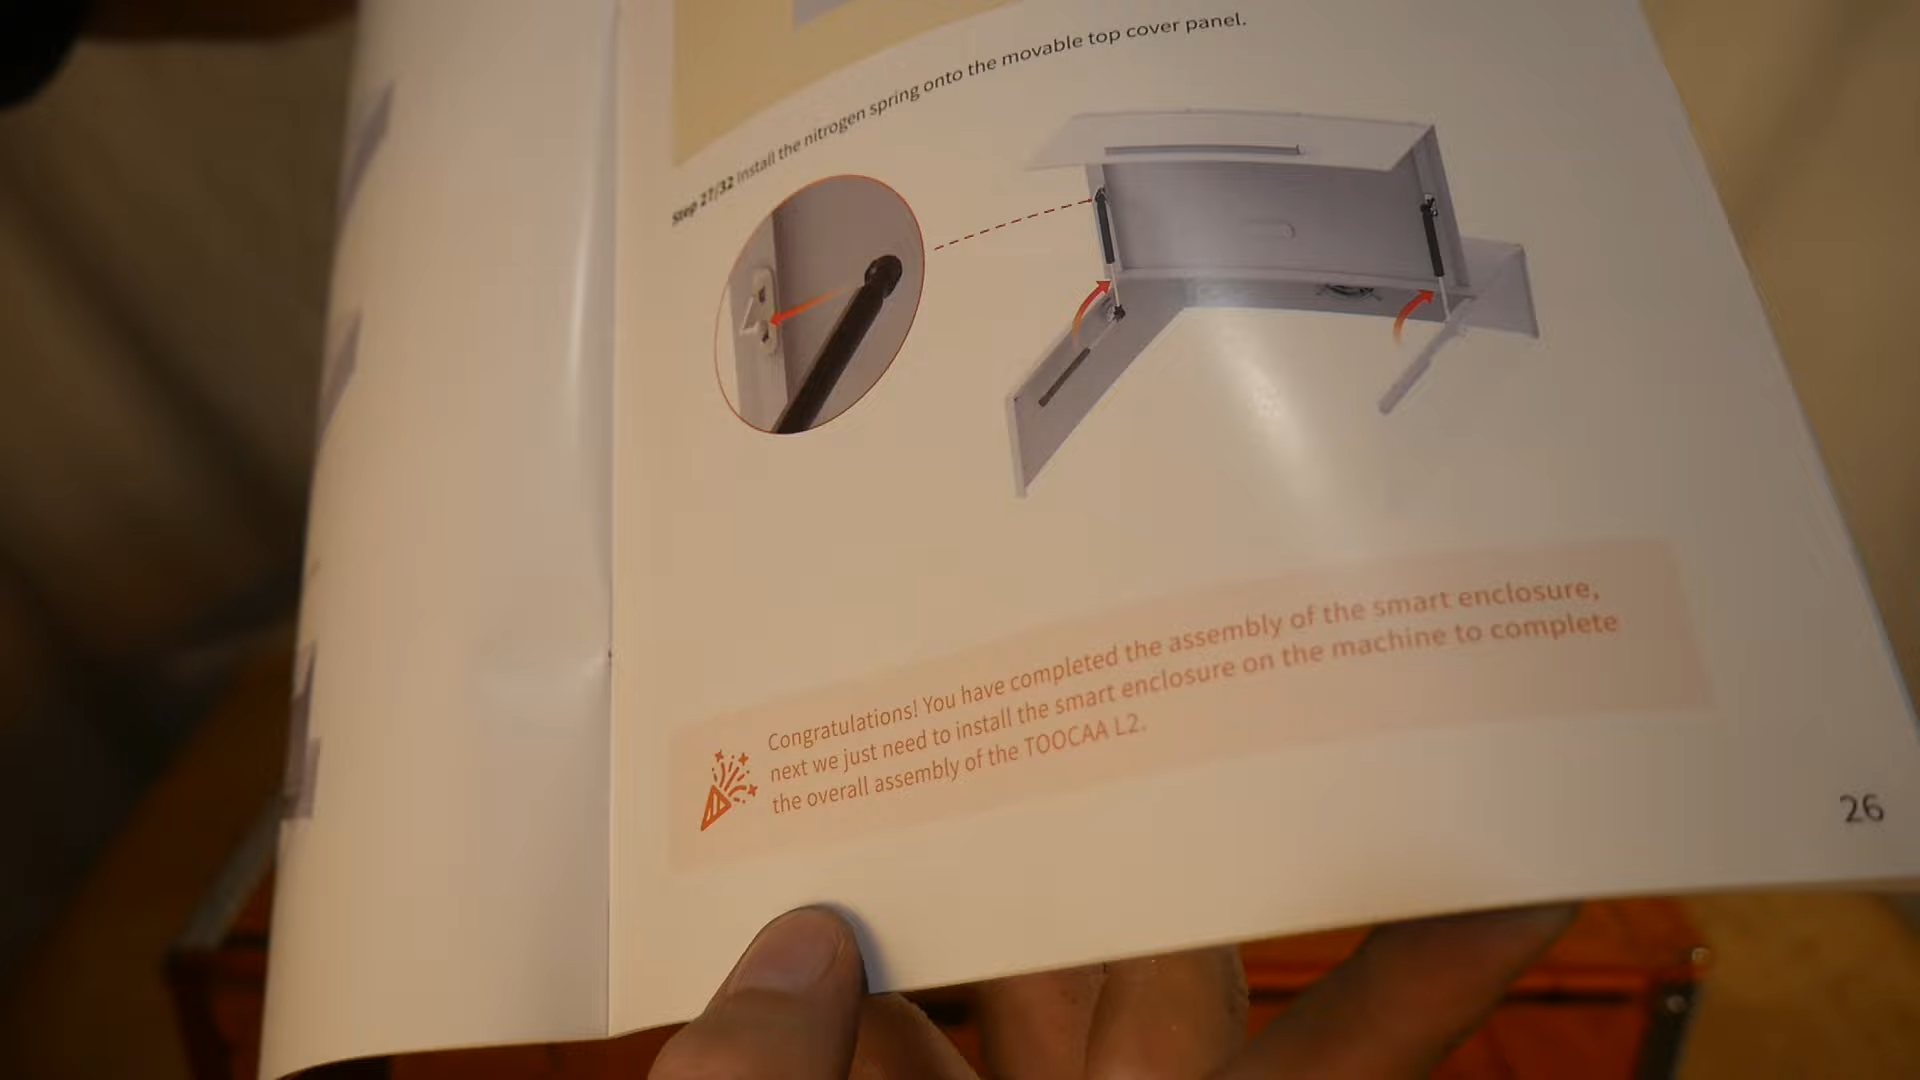 Step 27/32 Install the nitrogen spring onto the movable top cover panel.
Congratulations! You have completed the assembly of the smart enclosure,
next we just need to install the smart enclosure on the machine to complete
the overall assembly of the TOOCAA L2.
26